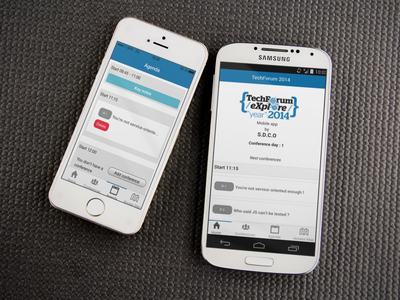 Agenda
Start 09:45 - 11:00
Key notes
Start 11:15
You're not service-oriente...
Start 12:00
You don't have a
conference
Add conference
SAMSUNG
TechForum 2014
{TechForum}
/eXplore/
year 2014
Mobile app
by
S.D.C.O
Conference day : 1
Next conferences
Start 11:15
You're not service-oriented enough !
Who said JS can't be tested ?